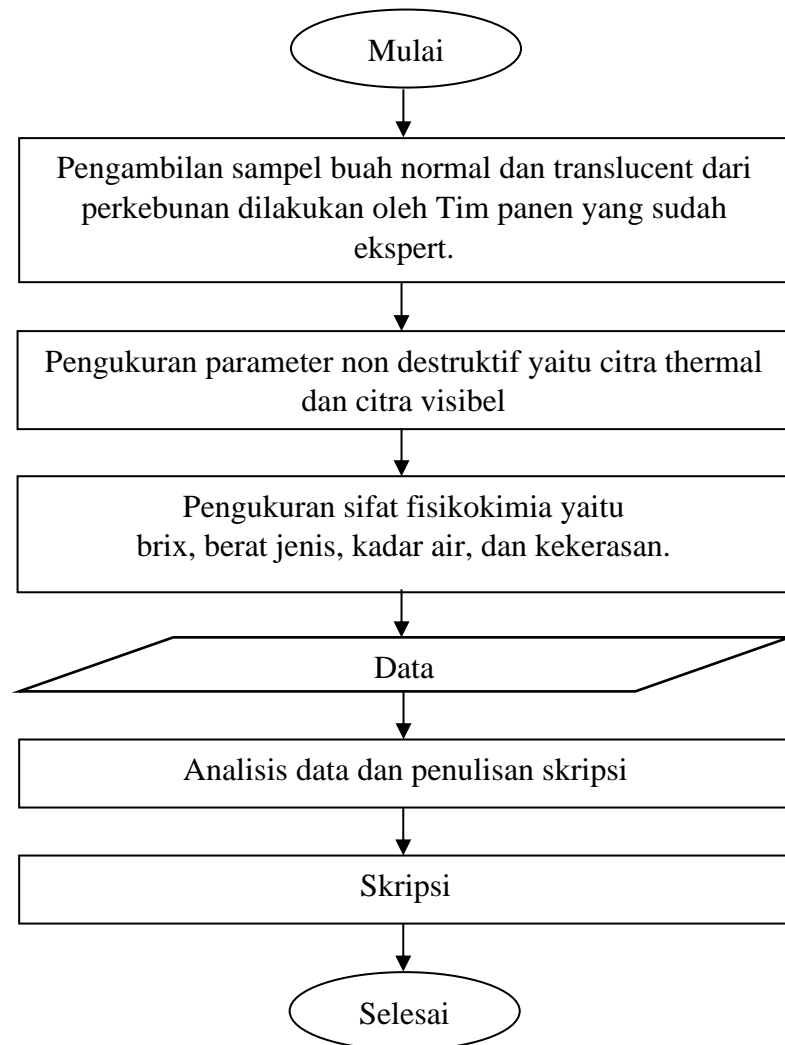 Mulai
Pengambilan sampel buah normal dan translucent dari
perkebunan dilakukan oleh Tim panen yang sudah
ekspert.
Pengukuran parameter non destruktif yaitu citra thermal
dan citra visibel
Pengukuran sifat fisikokimia yaitu
brix, berat jenis, kadar air, dan kekerasan.
Data
Analisis data dan penulisan skripsi
Skripsi
Selesai